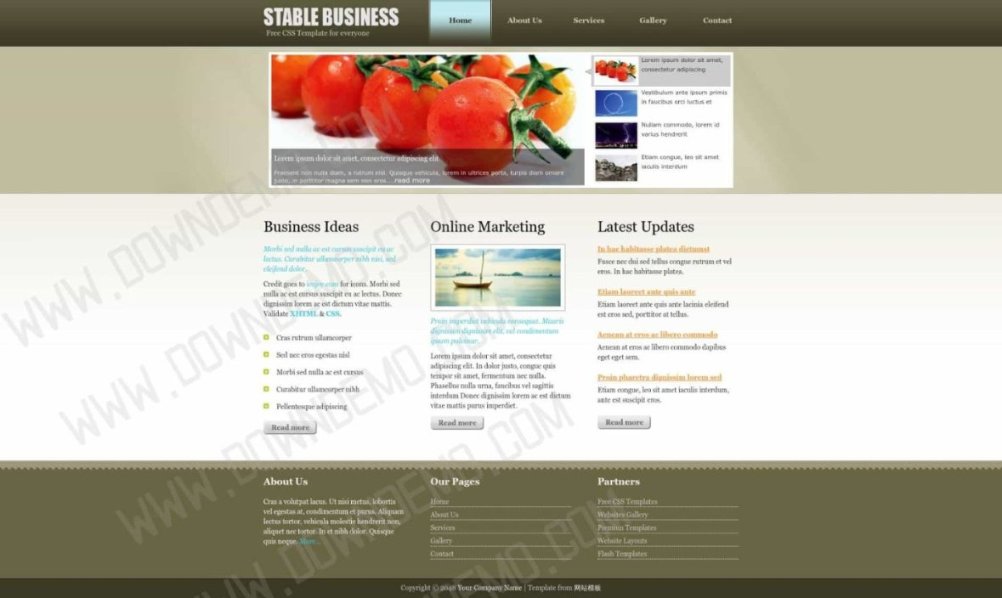 STABLE BUSINESS
Free CSS Template for everyone
Home
About Us
Services
Gallery
Contact
Lorem ipsum dolor sit amet, consectetur adipiscing elit
Praesent non nulla diam, a rutrum nisl. Quisque vehicula, lorem in ultrices porta, turpis diam ornare
justo, in porttitor magna sem non eros....read more
Lorem ipsum dolor sit amet,
consectetur adipiscing
Vestibulum ante ipsum primis
in faucibus orci luctus et
Nullam commodo, lorem id
varius hendrerit
Etiam congue, leo sit amet
iaculis interdum
Business Ideas
Morbi sed nulla ac est cursus suscipit eu ac
lectus. Curabitur ullamcorper nibh nisi, sed
eleifend dolor.
Credit goes to enjoy-con for icons. Morbi sed
nulla ac est cursus suscipit eu ac lectus. Donec
dignissim lorem ac est dictum vitae mattis.
Validate XHTML & CSS.
Cras rutrum ullamcorper
Sed nec eros egestas nisl
Morbi sed nulla ac est cursus
Curabitur ullamcorper nibh
Pellentesque adipiscing
Read more
Online Marketing
Proin imperdiet vehicula consequat. Mauris
dignissim dignissim elit, vel condimentum
quam pulvinar.
Lorem ipsum dolor sit amet, consectetur
adipiscing elit. In dolor justo, congue quis
tempor sit amet, fermentum nec nulla.
Phasellus nulla urna, faucibus vel sagittis
interdum Donec dignissim lorem ac est dictum
vitae mattis purus imperdiet.
Read more
Latest Updates
In hac habitasse platea dictumst
Fusce nec dui sed tellus congue rutrum et vel
eros. In hac habitasse platea.
Etiam laoreet ante quis ante
Etiam laoreet ante quis ante lacinia eleifend
est eros sed, porttitor at tellus.
Aenean at eros ac libero commodo
Aenean at eros ac libero commodo dapibus
eget eget sem.
Proin pharetra dignissim lorem sed
Etiam congue, leo sit amet iaculis interdum,
ante est suscipit eros.
Read more
About Us
Cras a volutpat lacus. Ut nisi metus, lobortis
vel egestas at, condimentum et purus. Aliquam
lectus tortor, vehicula molestie hendrerit non,
aliquet nec tortor. In et nibh dolor. Quisque
quis neque. More...
Our Pages
Home
About Us
Services
Gallery
Contact
Partners
Free CSS Templates
Websites Gallery
Premium Templates
Website Layouts
Flash Templates
Copyright © 2048 Your Company Name | Template from 网站模板
WWW.DOWNDEMO.COM
WWW.DOWNDEMO.COM
WWW.DOWNDEMO.COM